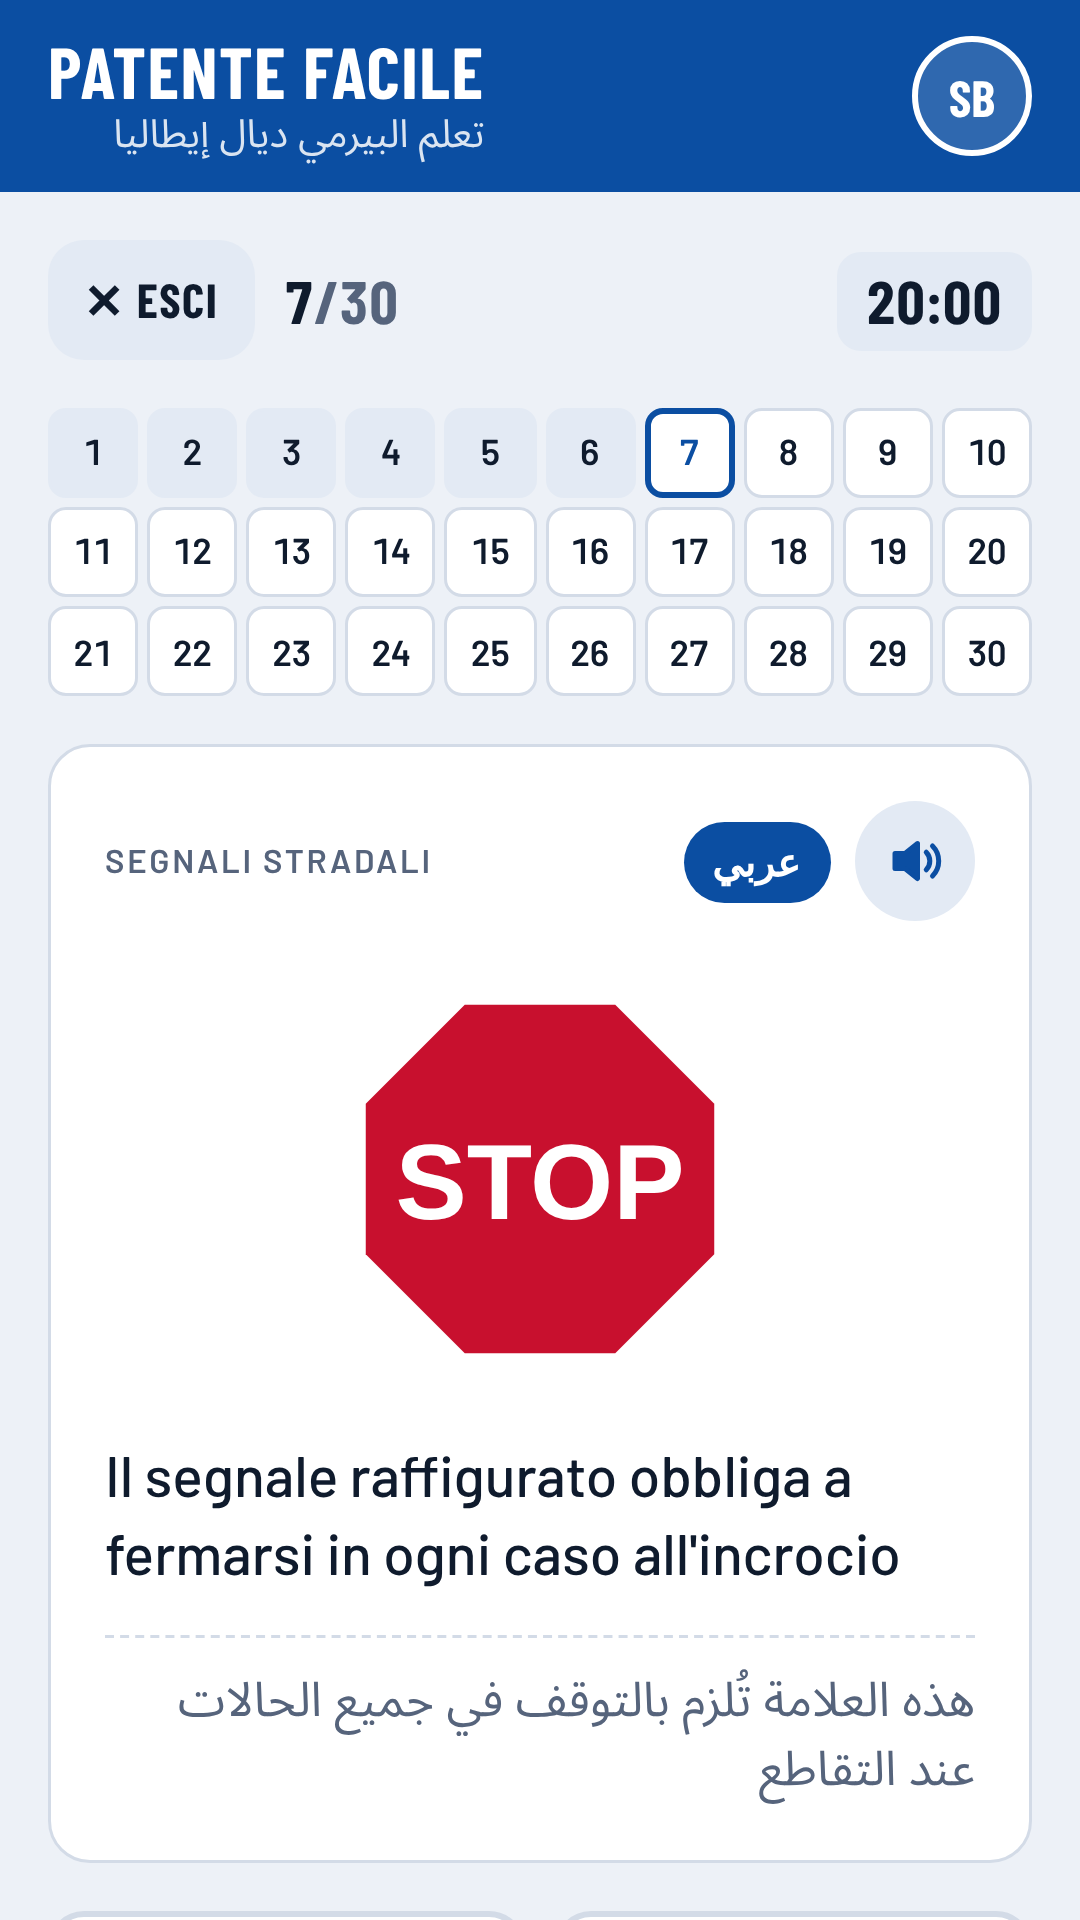 PATENTE FACILE
تعلم البيرمي ديال إيطاليا
SB
✕ ESCI
7/30
20:00
1 2 3 4 5 6 7 8 9 10
11 12 13 14 15 16 17 18 19 20
21 22 23 24 25 26 27 28 29 30
SEGNALI STRADALI
عربي
STOP
Il segnale raffigurato obbliga a
fermarsi in ogni caso all'incrocio
هذه العلامة تُلزم بالتوقف في جميع الحالات
عند التقاطع